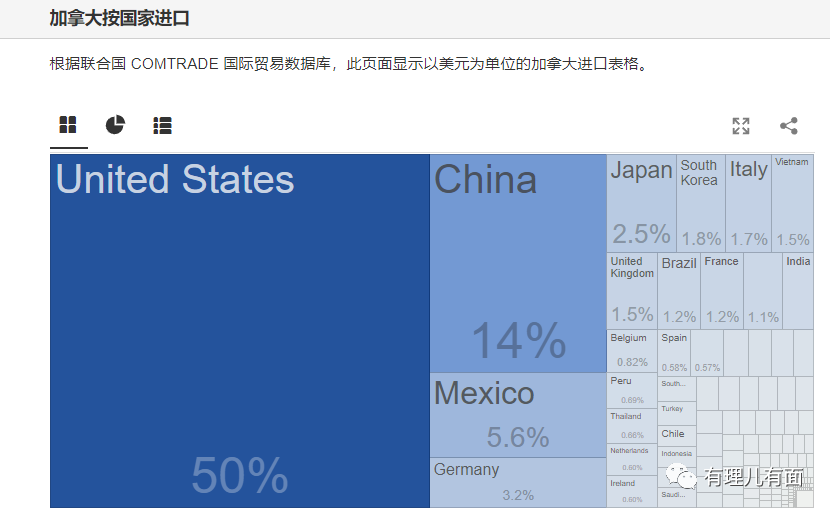 加拿大按国家进口
根据联合国 COMTRADE 国际贸易数据库，此页面显示以美元为单位的加拿大进口表格。
United States
50%
China
14%
Mexico
5.6%
Germany
3.2%
Japan
2.5%
South
Korea
1.8%
Italy
1.7%
Vietnam
1.5%
United
Kingdom
1.5%
Brazil
1.2%
France
1.2%
1.1%
India
Belgium
0.82%
Spain
0.58%
0.57%
Peru
0.69%
Thailand
0.66%
Netherlands
0.60%
Ireland
0.60%
South...
Turkey
Chile
Indonesia
Saudi...
有理儿有面